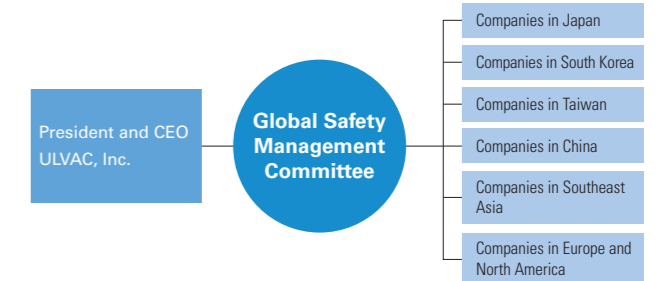 President and CEO
ULVAC, Inc.
Global Safety
Management
Committee
Companies in Japan
Companies in South Korea
Companies in Taiwan
Companies in China
Companies in Southeast
Asia
Companies in Europe and
North America